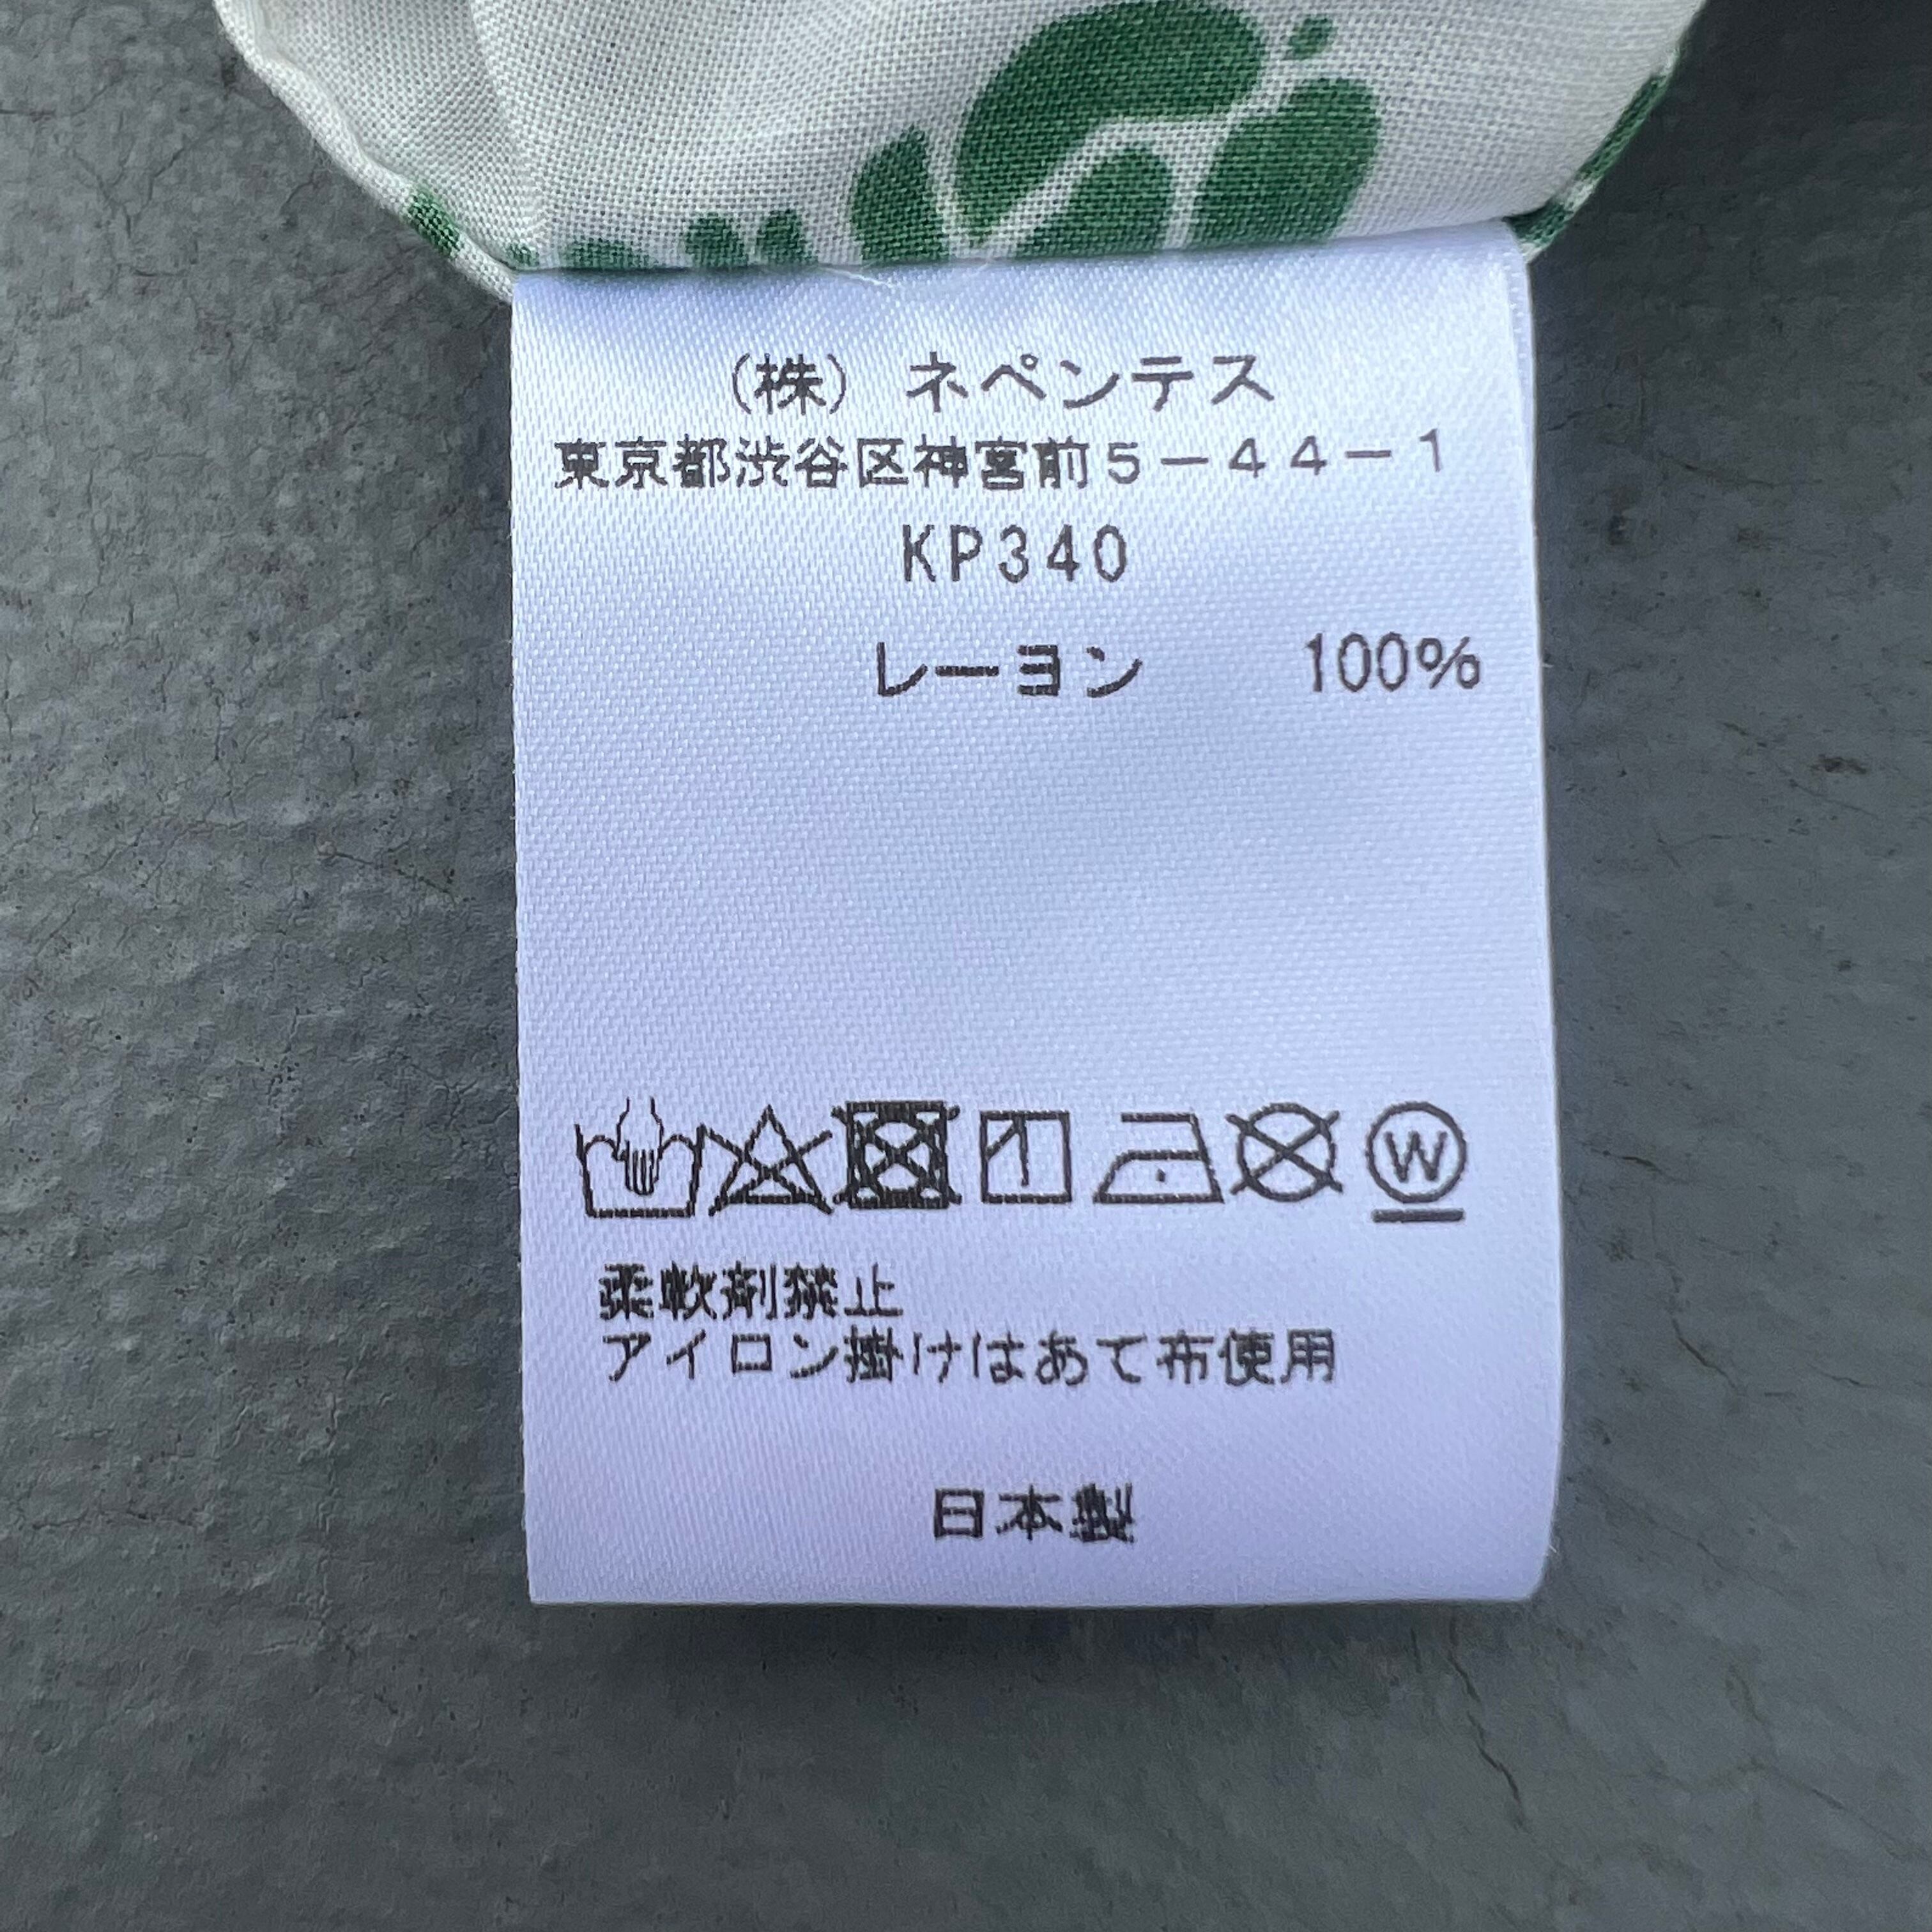 (株) ネペンテス
東京都渋谷区神宮前5-44-1
KP340
レーヨン 100%
W
柔軟剤禁止
アイロン掛けはあて布使用
日本製